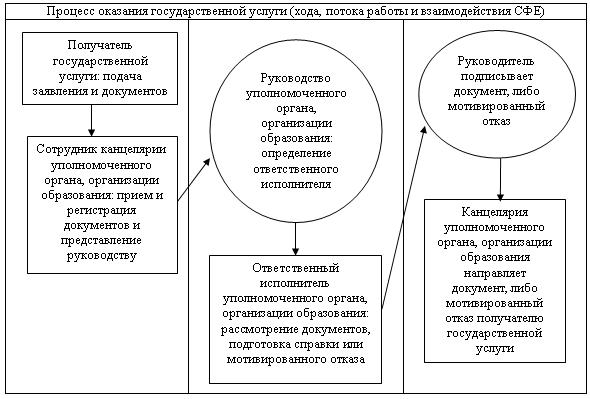 Процесс оказания государственной услуги (хода, потока работы и взаимодействия СФЕ)
Получатель
государственной
услуги: подача
заявления и документов
Сотрудник канцелярии
уполномоченного
органа, организации
образования: прием и
регистрация
документов и
представление
руководству
Руководство
уполномоченного
органа,
организации
образования:
определение
ответственного
исполнителя
Ответственный
исполнитель
уполномоченного органа,
организации образования:
рассмотрение документов,
подготовка справки или
мотивированного отказа
Руководитель
подписывает
документ, либо
мотивированный
отказ
Канцелярия
уполномоченного
органа, организации
образования
направляет
документ, либо
мотивированный
отказ получателю
государственной
услуги